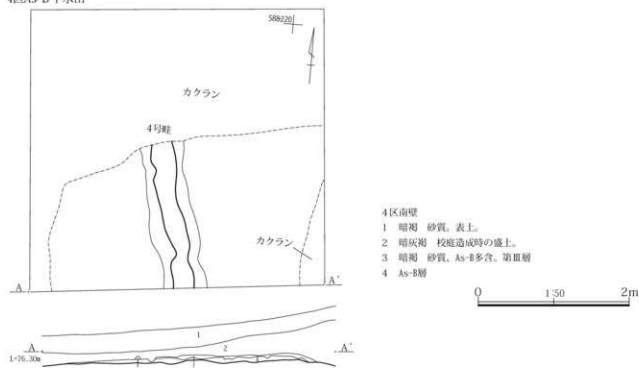 588-220
カクラン
4号畦
カクラン
A
A'
1
2
A
A'
L=76.30m
4区南壁
1 暗褐 砂質。表土。
2 暗灰褐 校庭造成時の盛土。
3 暗褐 砂質、As-B多含。第Ⅲ層
4 As-B層
0 1:50 2m